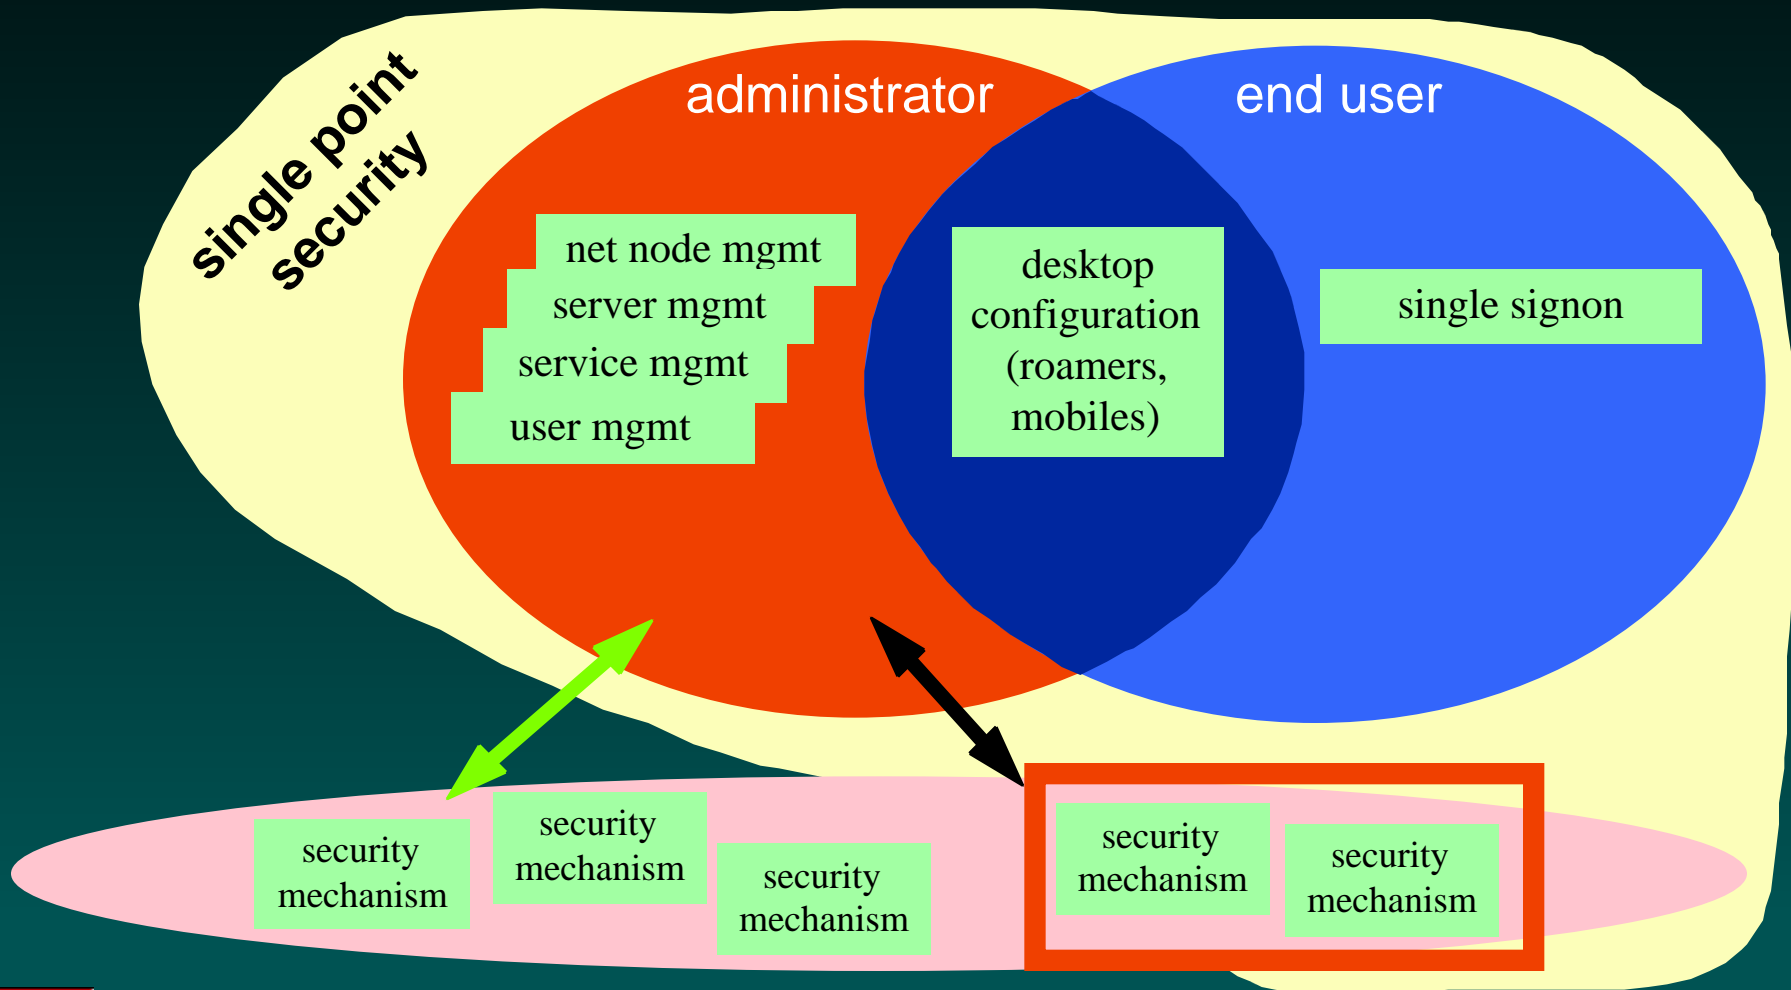 single point
security
administrator
end user
net node mgmt
server mgmt
service mgmt
user mgmt
desktop
configuration
(roamers,
mobiles)
single signon
security
mechanism
security
mechanism
security
mechanism
security
mechanism
security
mechanism